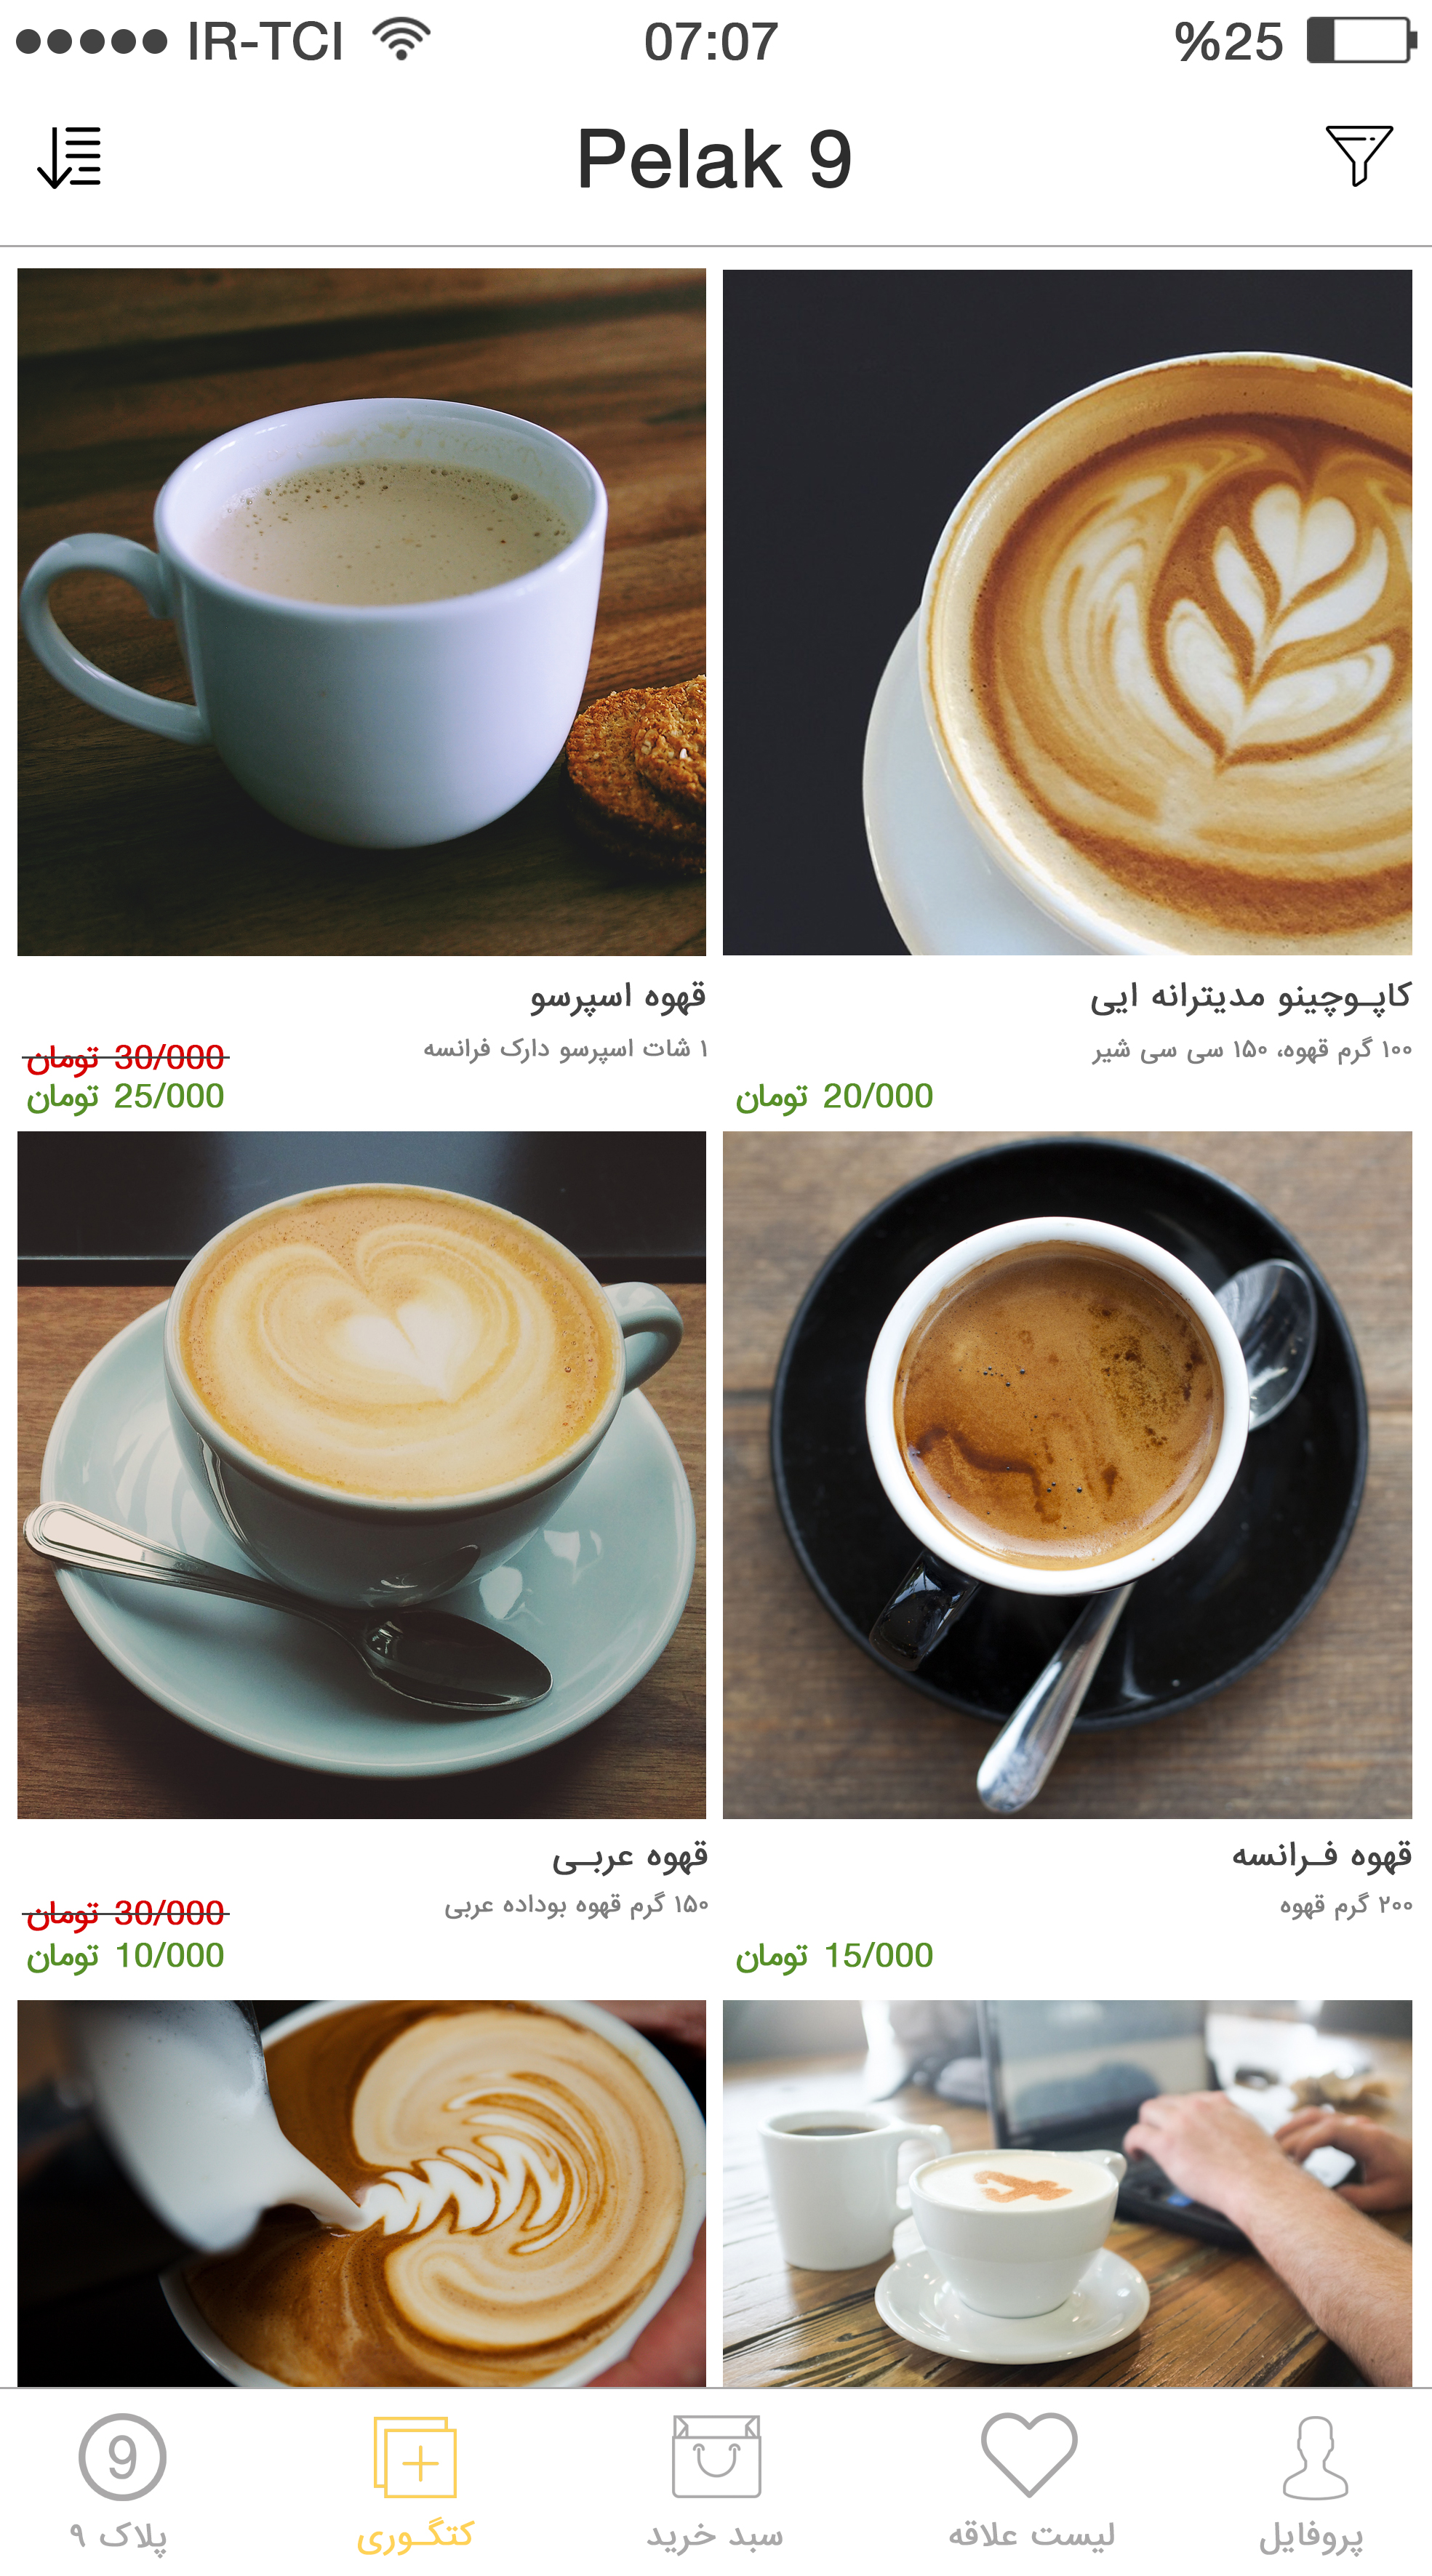 IR-TCI 07:07 %25
Pelak 9
کاپـوچینو مدیترانه ایی
۱۰۰ گرم قهوه، ۱۵۰ سی سی شیر
20/000 تومان
قهوه اسپرسو
۱ شات اسپرسو دارک فرانسه
30/000 تومان
25/000 تومان
قهوه فـرانسه
۲۰۰ گرم قهوه
15/000 تومان
قهوه عربـی
۱۵۰ گرم قهوه بوداده عربی
30/000 تومان
10/000 تومان
9
پروفایل
لیست علاقه
سبد خرید
کتگـوری
پلاک ۹